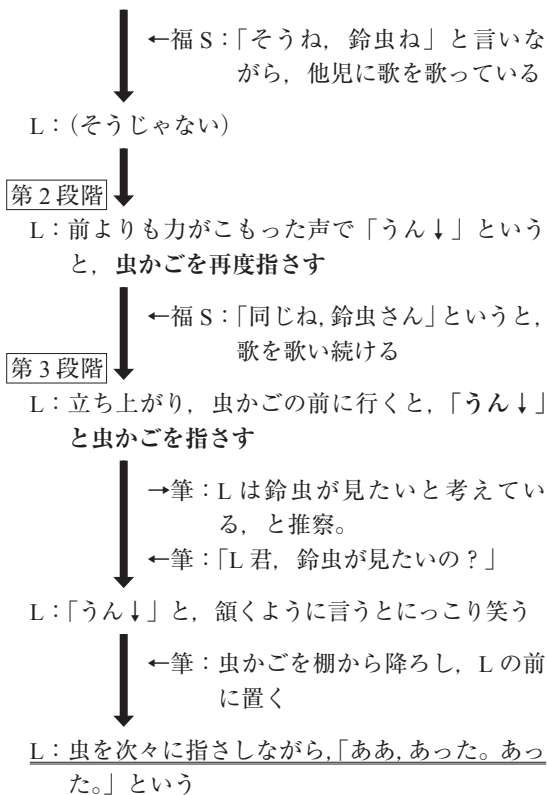 ←福 S:「そうね,鈴虫ね」と言いな
がら,他児に歌を歌っている
L:(そうじゃない)
第2段階
L:前よりも力がこもった声で「うん↓」という
と,虫かごを再度指さす
←福 S:「同じね,鈴虫さん」というと,
歌を歌い続ける
第3段階
L:立ち上がり,虫かごの前に行くと,「うん↓」
と虫かごを指さす
→筆:L は鈴虫が見たいと考えてい
る,と推察。
←筆:「L 君,鈴虫が見たいの?」
L:「うん↓」と,頷くように言うとにっこり笑う
←筆:虫かごを棚から降ろし,L の前
に置く
L:虫を次々に指さしながら,「ああ,あった。あっ
た。」という